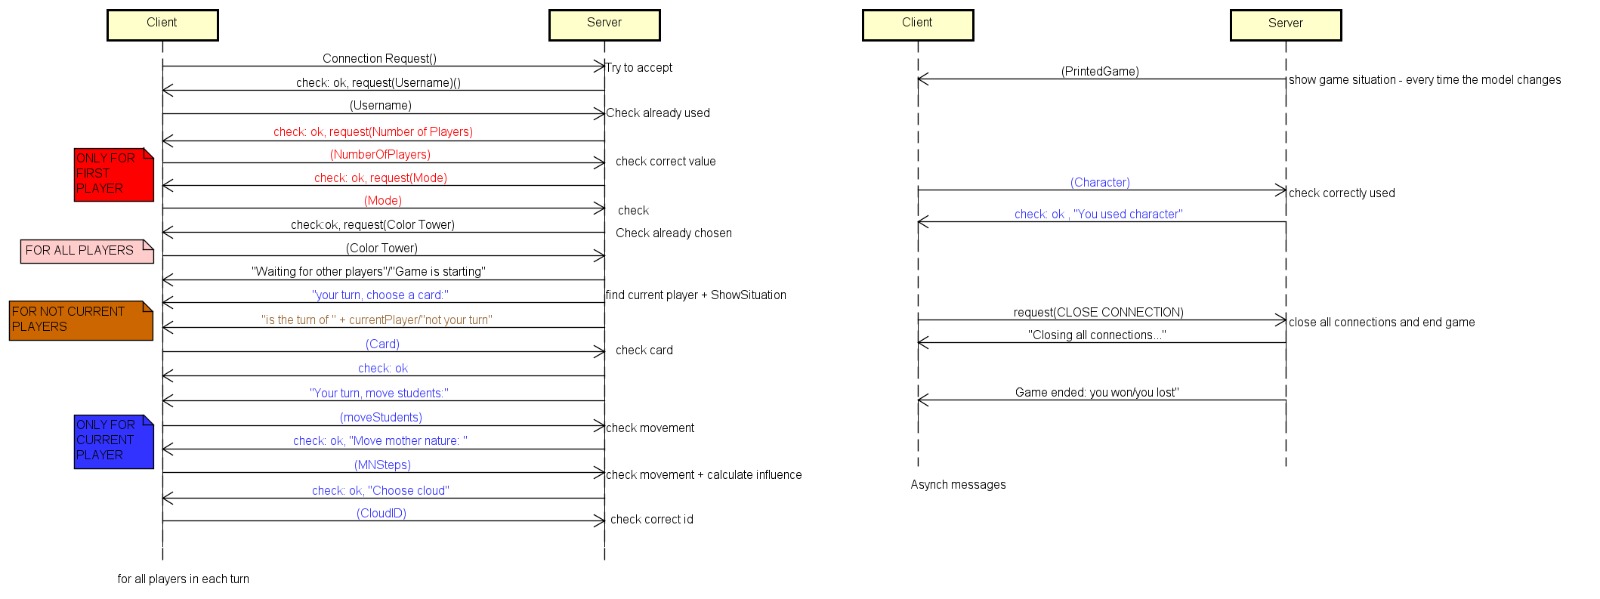 Client
Server
Connection Request()
Try to accept
check: ok, request(Username)()
(Username)
Check already used
check: ok, request(Number of Players)
ONLY FOR
FIRST
PLAYER
(NumberOfPlayers)
check correct value
check: ok, request(Mode)
(Mode)
check
check:ok, request(Color Tower)
Check already chosen
FOR ALL PLAYERS
(Color Tower)
"Waiting for other players"/"Game is starting"
"your turn, choose a card:"
find current player + ShowSituation
FOR NOT CURRENT
PLAYERS
"is the turn of " + currentPlayer/"not your turn"
(Card)
check card
check: ok
"Your turn, move students:"
ONLY FOR
CURRENT
PLAYER
(moveStudents)
check movement
check: ok, "Move mother nature: "
(MNSteps)
check movement + calculate influence
check: ok, "Choose cloud"
(CloudID)
check correct id
for all players in each turn
Client
Server
(PrintedGame)
show game situation - every time the model changes
(Character)
check correctly used
check: ok , "You used character"
request(CLOSE CONNECTION)
close all connections and end game
"Closing all connections..."
Game ended: you won/you lost"
Asynch messages